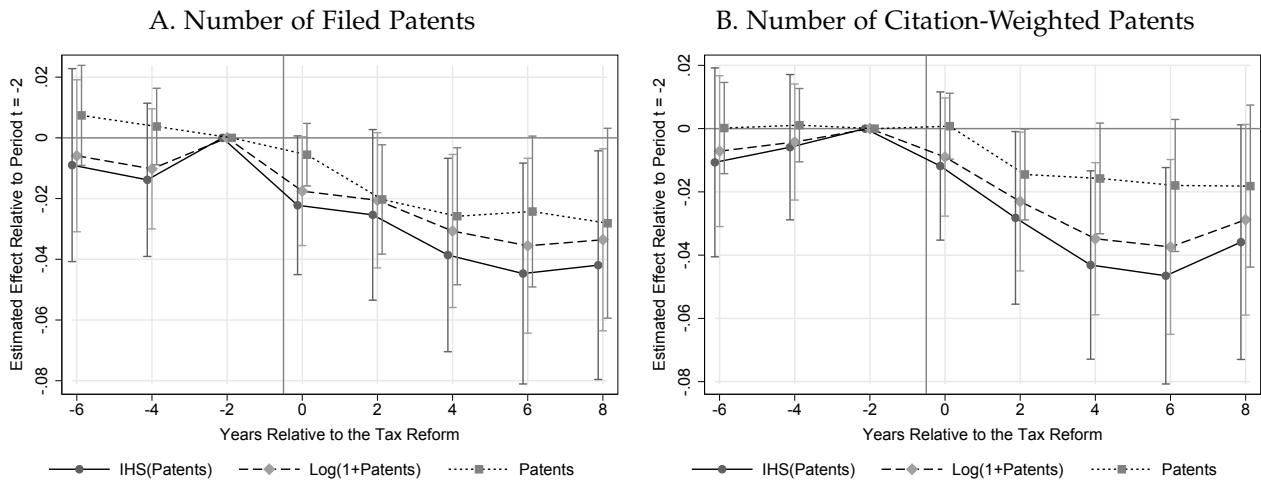 A. Number of Filed Patents
Estimated Effect Relative to Period t = -2
.02
0
-.02
-.04
-.06
-.08
-6 -4 -2 0 2 4 6 8
Years Relative to the Tax Reform
IHS(Patents) Log(1+Patents) Patents
B. Number of Citation-Weighted Patents
Estimated Effect Relative to Period t = -2
.02
0
-.02
-.04
-.06
-.08
-6 -4 -2 0 2 4 6 8
Years Relative to the Tax Reform
IHS(Patents) Log(1+Patents) Patents